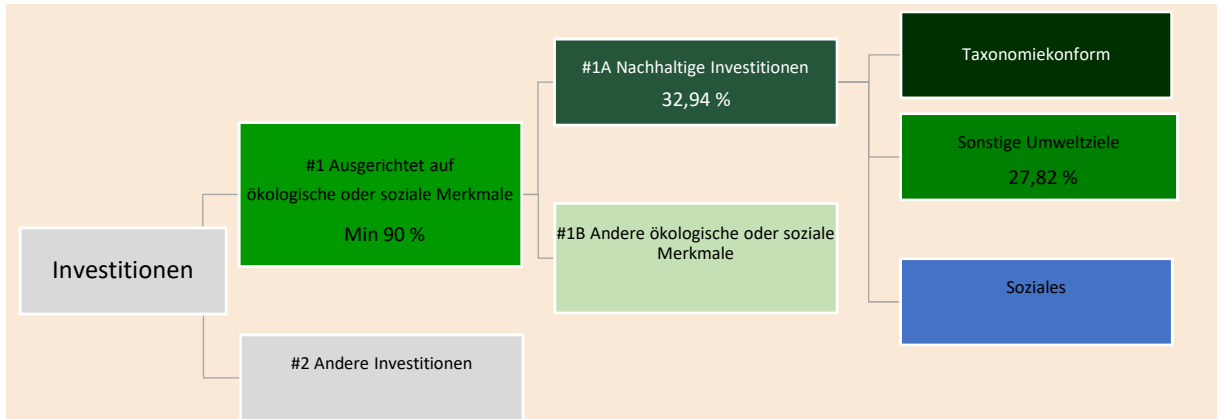 Investitionen
#1 Ausgerichtet auf
ökologische oder soziale Merkmale
Min 90 %
#2 Andere Investitionen
#1A Nachhaltige Investitionen
32,94 %
#1B Andere ökologische oder soziale
Merkmale
Taxonomiekonform
Sonstige Umweltziele
27,82 %
Soziales